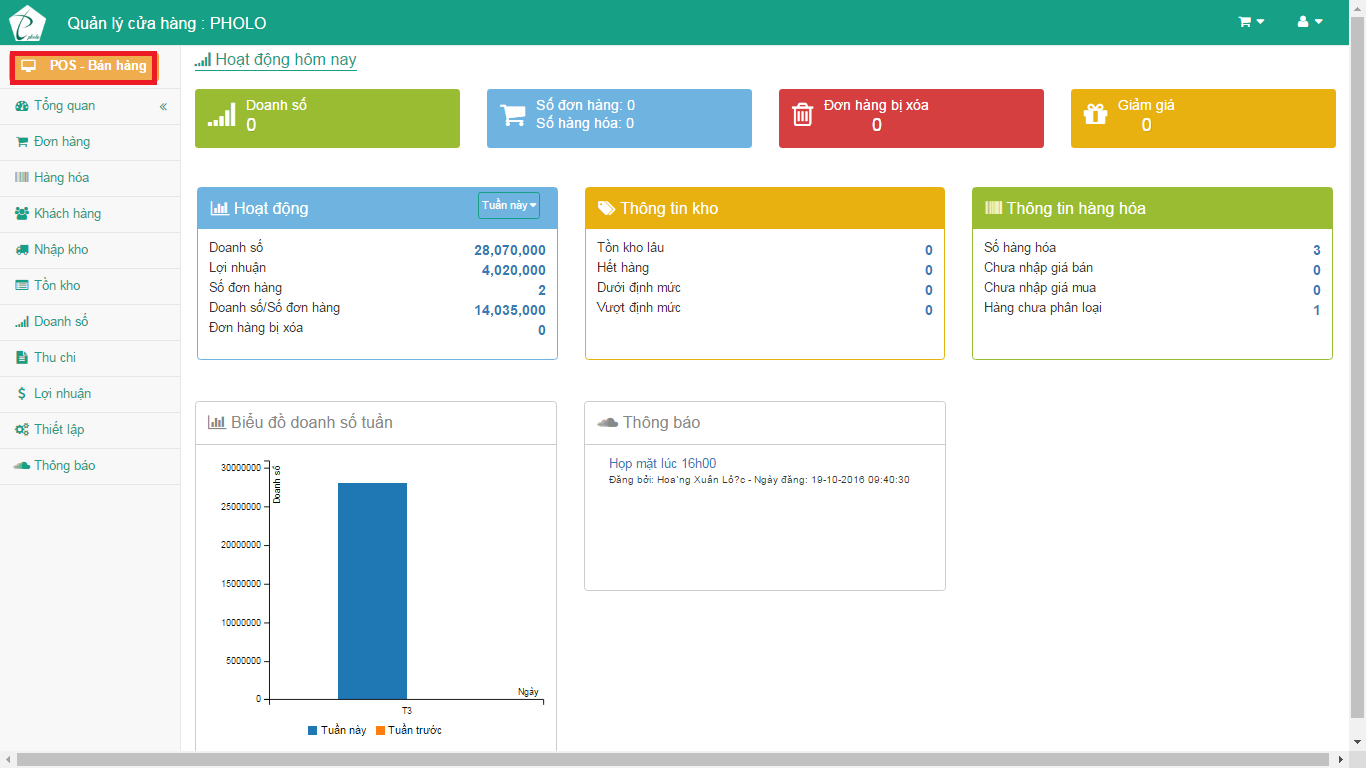 pholo
Quản lý cửa hàng : PHOLO
POS - Bán hàng
Tổng quan «
Đơn hàng
Hàng hóa
Khách hàng
Nhập kho
Tồn kho
Doanh số
Thu chi
$ Lợi nhuận
Thiết lập
Thông báo
Hoạt động hôm nay
Doanh số
0
Số đơn hàng: 0
Số hàng hóa: 0
Đơn hàng bị xóa
0
Giảm giá
0
Hoạt động Tuần này
Doanh số 28,070,000
Lợi nhuận 4,020,000
Số đơn hàng 2
Doanh số/Số đơn hàng 14,035,000
Đơn hàng bị xóa 0
Thông tin kho
Tồn kho lâu 0
Hết hàng 0
Dưới định mức 0
Vượt định mức 0
Thông tin hàng hóa
Số hàng hóa 3
Chưa nhập giá bán 0
Chưa nhập giá mua 0
Hàng chưa phân loại 1
Biểu đồ doanh số tuần
Doanh số
30000000
25000000
20000000
15000000
10000000
5000000
0
Ngày
T3
Tuần này Tuần trước
Thông báo
Họp mặt lúc 16h00
Đăng bởi: Hoa`ng Xuân Lô?c - Ngày đăng: 19-10-2016 09:40:30